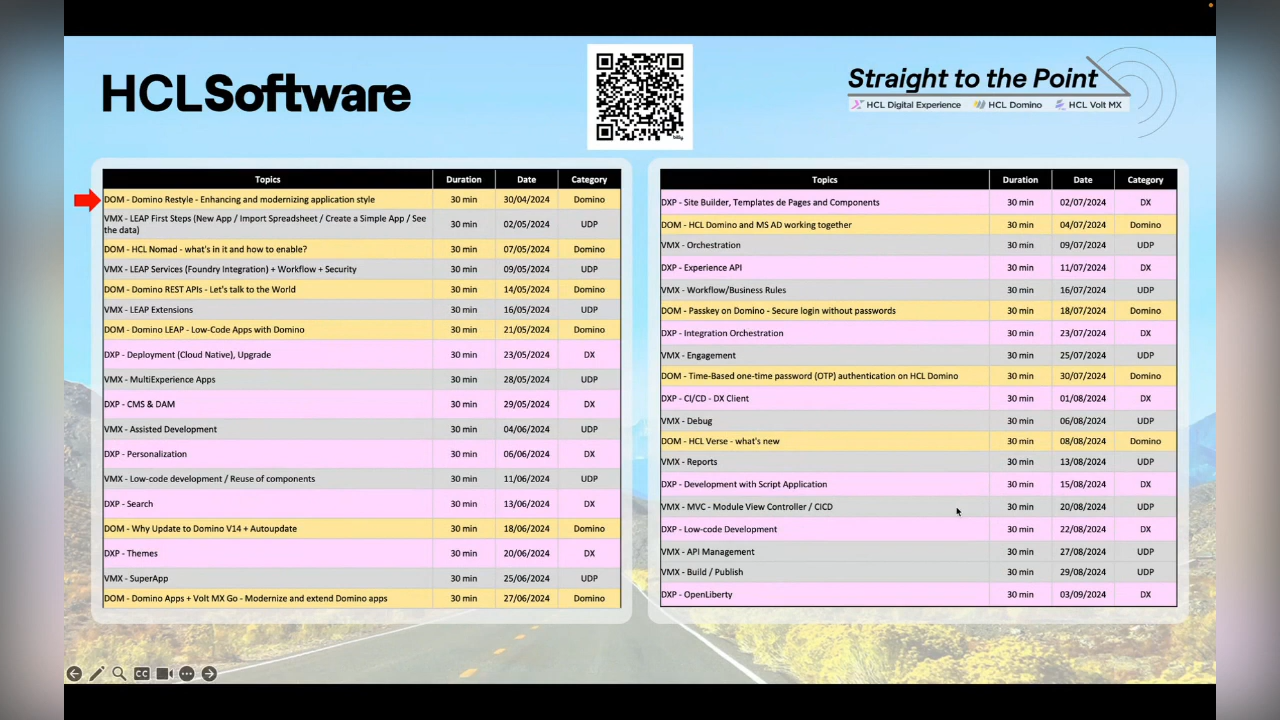 HCLSoftware
Straight to the Point
HCL Digital Experience HCL Domino HCL Volt MX
Topics Duration Date Category
DOM - Domino Restyle - Enhancing and modernizing application style 30 min 30/04/2024 Domino
VMX - LEAP First Steps (New App / Import Spreadsheet / Create a Simple App / See
the data) 30 min 02/05/2024 UDP
DOM - HCL Nomad - what's in it and how to enable? 30 min 07/05/2024 Domino
VMX - LEAP Services (Foundry Integration) + Workflow + Security 30 min 09/05/2024 UDP
DOM - Domino REST APIs - Let's talk to the World 30 min 14/05/2024 Domino
VMX - LEAP Extensions 30 min 16/05/2024 UDP
DOM - Domino LEAP - Low-Code Apps with Domino 30 min 21/05/2024 Domino
DXP - Deployment (Cloud Native), Upgrade 30 min 23/05/2024 DX
VMX - MultiExperience Apps 30 min 28/05/2024 UDP
DXP - CMS & DAM 30 min 29/05/2024 DX
VMX - Assisted Development 30 min 04/06/2024 UDP
DXP - Personalization 30 min 06/06/2024 DX
VMX - Low-code development / Reuse of components 30 min 11/06/2024 UDP
DXP - Search 30 min 13/06/2024 DX
DOM - Why Update to Domino V14 + Autoupdate 30 min 18/06/2024 Domino
DXP - Themes 30 min 20/06/2024 DX
VMX - SuperApp 30 min 25/06/2024 UDP
DOM - Domino Apps + Volt MX Go - Modernize and extend Domino apps 30 min 27/06/2024 Domino
Topics Duration Date Category
DXP - Site Builder, Templates de Pages and Components 30 min 02/07/2024 DX
DOM - HCL Domino and MS AD working together 30 min 04/07/2024 Domino
VMX - Orchestration 30 min 09/07/2024 UDP
DXP - Experience API 30 min 11/07/2024 DX
VMX - Workflow/Business Rules 30 min 16/07/2024 UDP
DOM - Passkey on Domino - Secure login without passwords 30 min 18/07/2024 Domino
DXP - Integration Orchestration 30 min 23/07/2024 DX
VMX - Engagement 30 min 25/07/2024 UDP
DOM - Time-Based one-time password (OTP) authentication on HCL Domino 30 min 30/07/2024 Domino
DXP - CI/CD - DX Client 30 min 01/08/2024 DX
VMX - Debug 30 min 06/08/2024 UDP
DOM - HCL Verse - what's new 30 min 08/08/2024 Domino
VMX - Reports 30 min 13/08/2024 UDP
DXP - Development with Script Application 30 min 15/08/2024 DX
VMX - MVC - Module View Controller / CICD 30 min 20/08/2024 UDP
DXP - Low-code Development 30 min 22/08/2024 DX
VMX - API Management 30 min 27/08/2024 UDP
VMX - Build / Publish 30 min 29/08/2024 UDP
DXP - OpenLiberty 30 min 03/09/2024 DX
CC